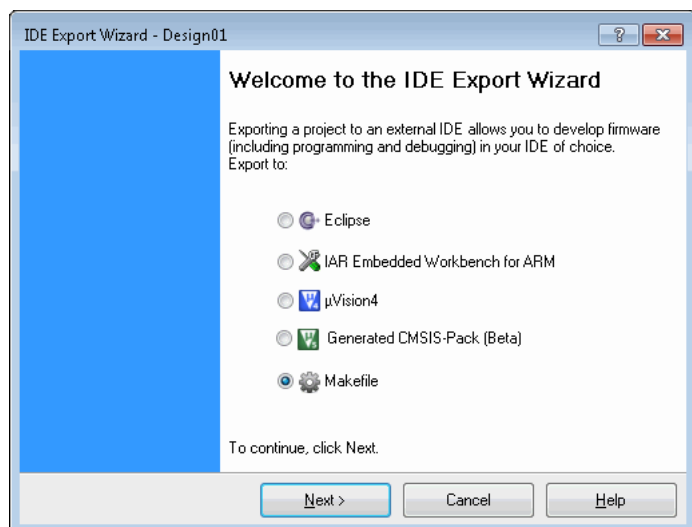 IDE Export Wizard - Design01
Welcome to the IDE Export Wizard
Exporting a project to an external IDE allows you to develop firmware
(including programming and debugging) in your IDE of choice.
Export to:
Eclipse
IAR Embedded Workbench for ARM
µVision4
Generated CMSIS-Pack (Beta)
Makefile
To continue, click Next.
Next >
Cancel
Help